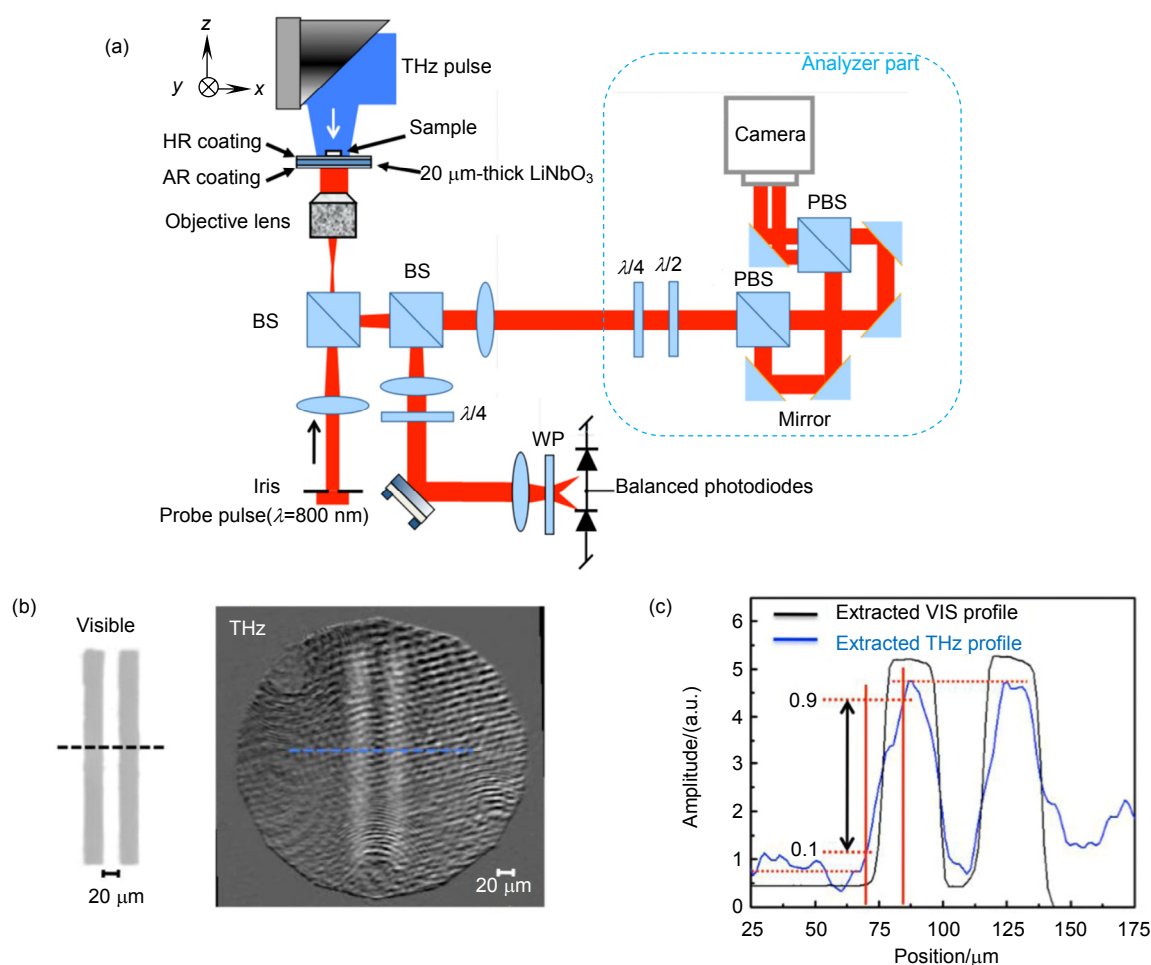 (a)
z
y
x
THz pulse
Sample
HR coating
AR coating
20 μm-thick LiNbO₃
Objective lens
BS
BS
λ/4
Iris
Probe pulse(λ=800 nm)
WP
Balanced photodiodes
Analyzer part
Camera
PBS
λ/4
λ/2
PBS
Mirror
(b)
Visible
20 μm
THz
20 μm
(c)
Extracted VIS profile
Extracted THz profile
0.9
0.1
Amplitude/(a.u.)
6
5
4
3
2
1
0
25
50
75
100
125
150
175
Position/μm